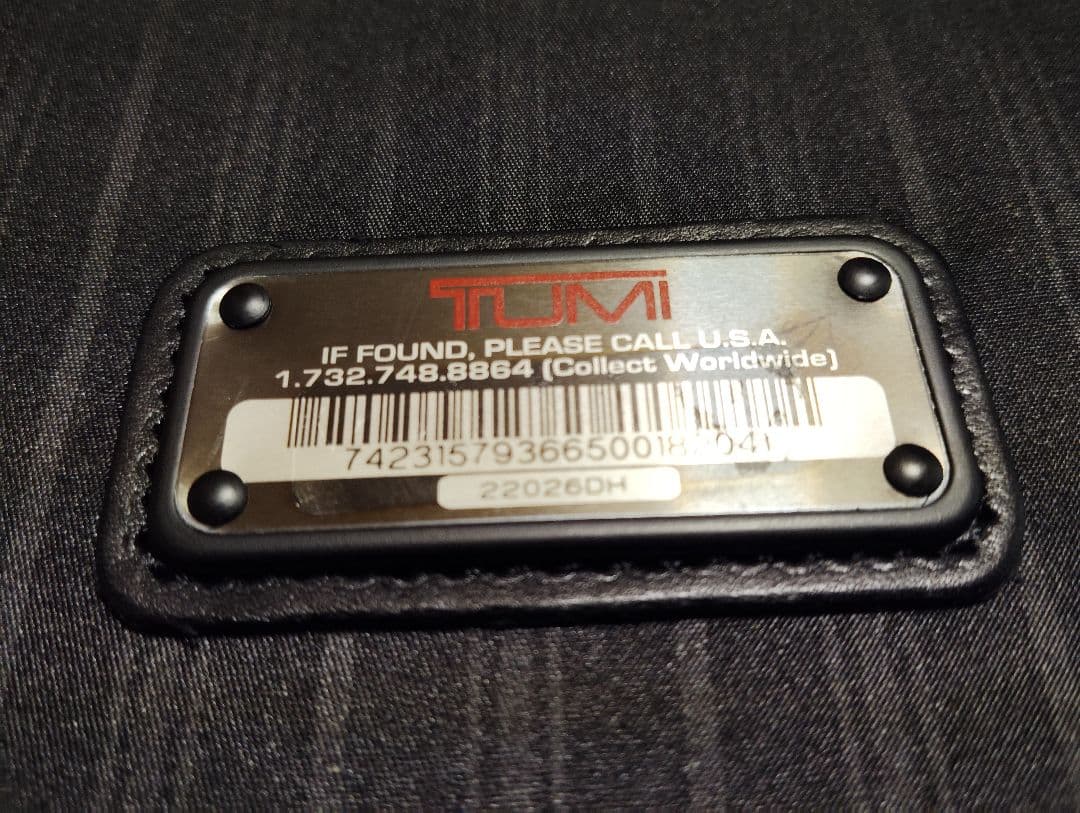 TUMI
IF FOUND, PLEASE CALL U.S.A.
1.732.748.8864 (Collect Worldwide)
22026DH